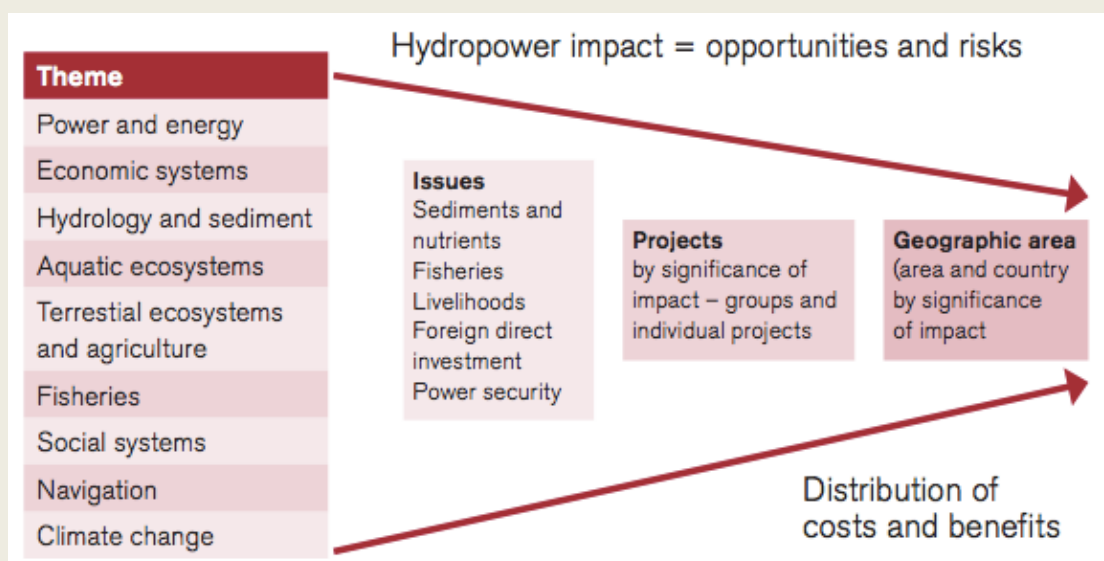 Hydropower impact = opportunities and risks
Theme
Power and energy
Economic systems
Hydrology and sediment
Aquatic ecosystems
Terrestial ecosystems
and agriculture
Fisheries
Social systems
Navigation
Climate change
Issues
Sediments and
nutrients
Fisheries
Livelihoods
Foreign direct
investment
Power security
Projects
by significance of
impact – groups and
individual projects
Geographic area
(area and country
by significance
of impact
Distribution of
costs and benefits